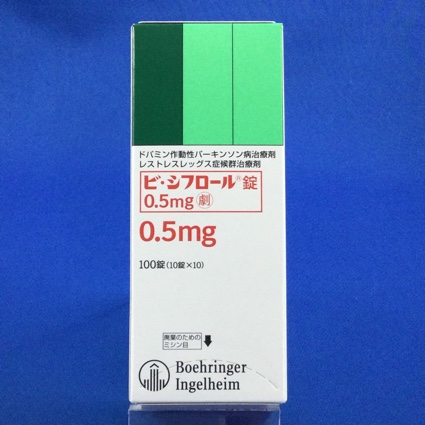 ドパミン作動性パーキンソン病治療剤
レストレスレッグス症候群治療剤
ビ・シフロール®錠
0.5mg 劇
0.5mg
100錠(10錠×10)
廃棄のための
ミシン目
Boehringer
Ingelheim